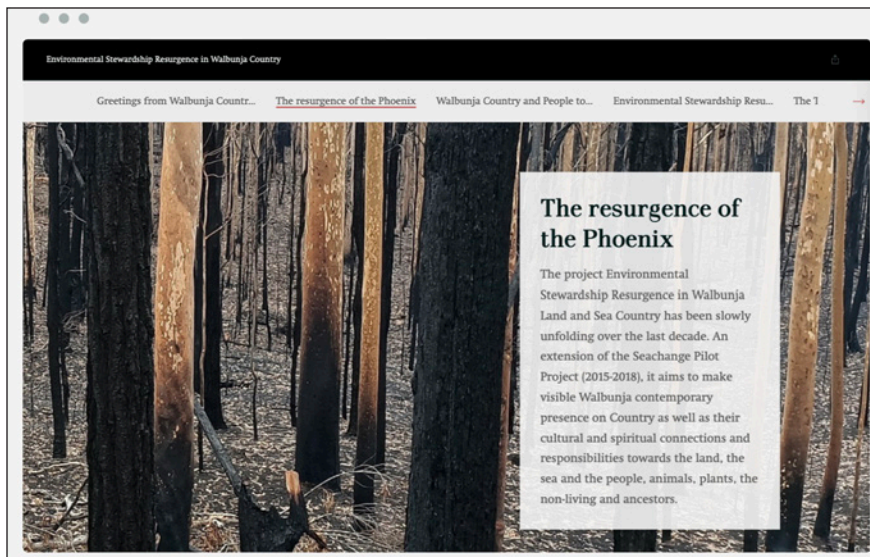 Environmental Stewardship Resurgence in Walbunja Country
Greetings from Walbunja Countr... The resurgence of the Phoenix Walbunja Country and People to... Environmental Stewardship Resu... The T →
The resurgence of
the Phoenix
The project Environmental
Stewardship Resurgence in Walbunja
Land and Sea Country has been slowly
unfolding over the last decade. An
extension of the Seachange Pilot
Project (2015-2018), it aims to make
visible Walbunja contemporary
presence on Country as well as their
cultural and spiritual connections and
responsibilities towards the land, the
sea and the people, animals, plants, the
non-living and ancestors.